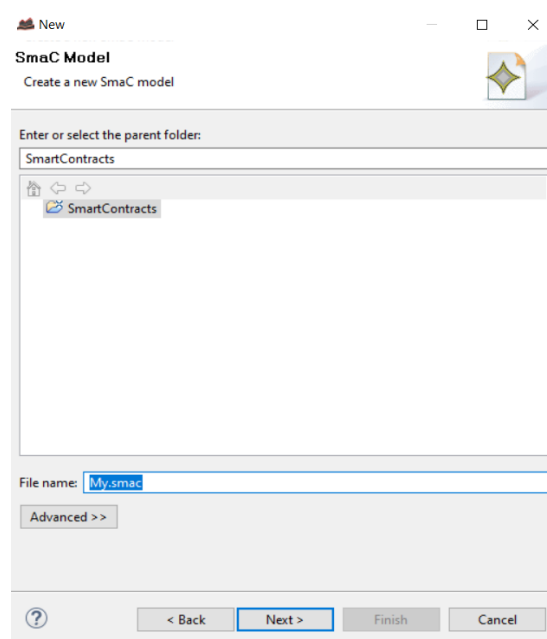 New
SmaC Model
Create a new SmaC model
Enter or select the parent folder:
SmartContracts
SmartContracts
File name: My.smac
Advanced >>
? < Back Next > Finish Cancel